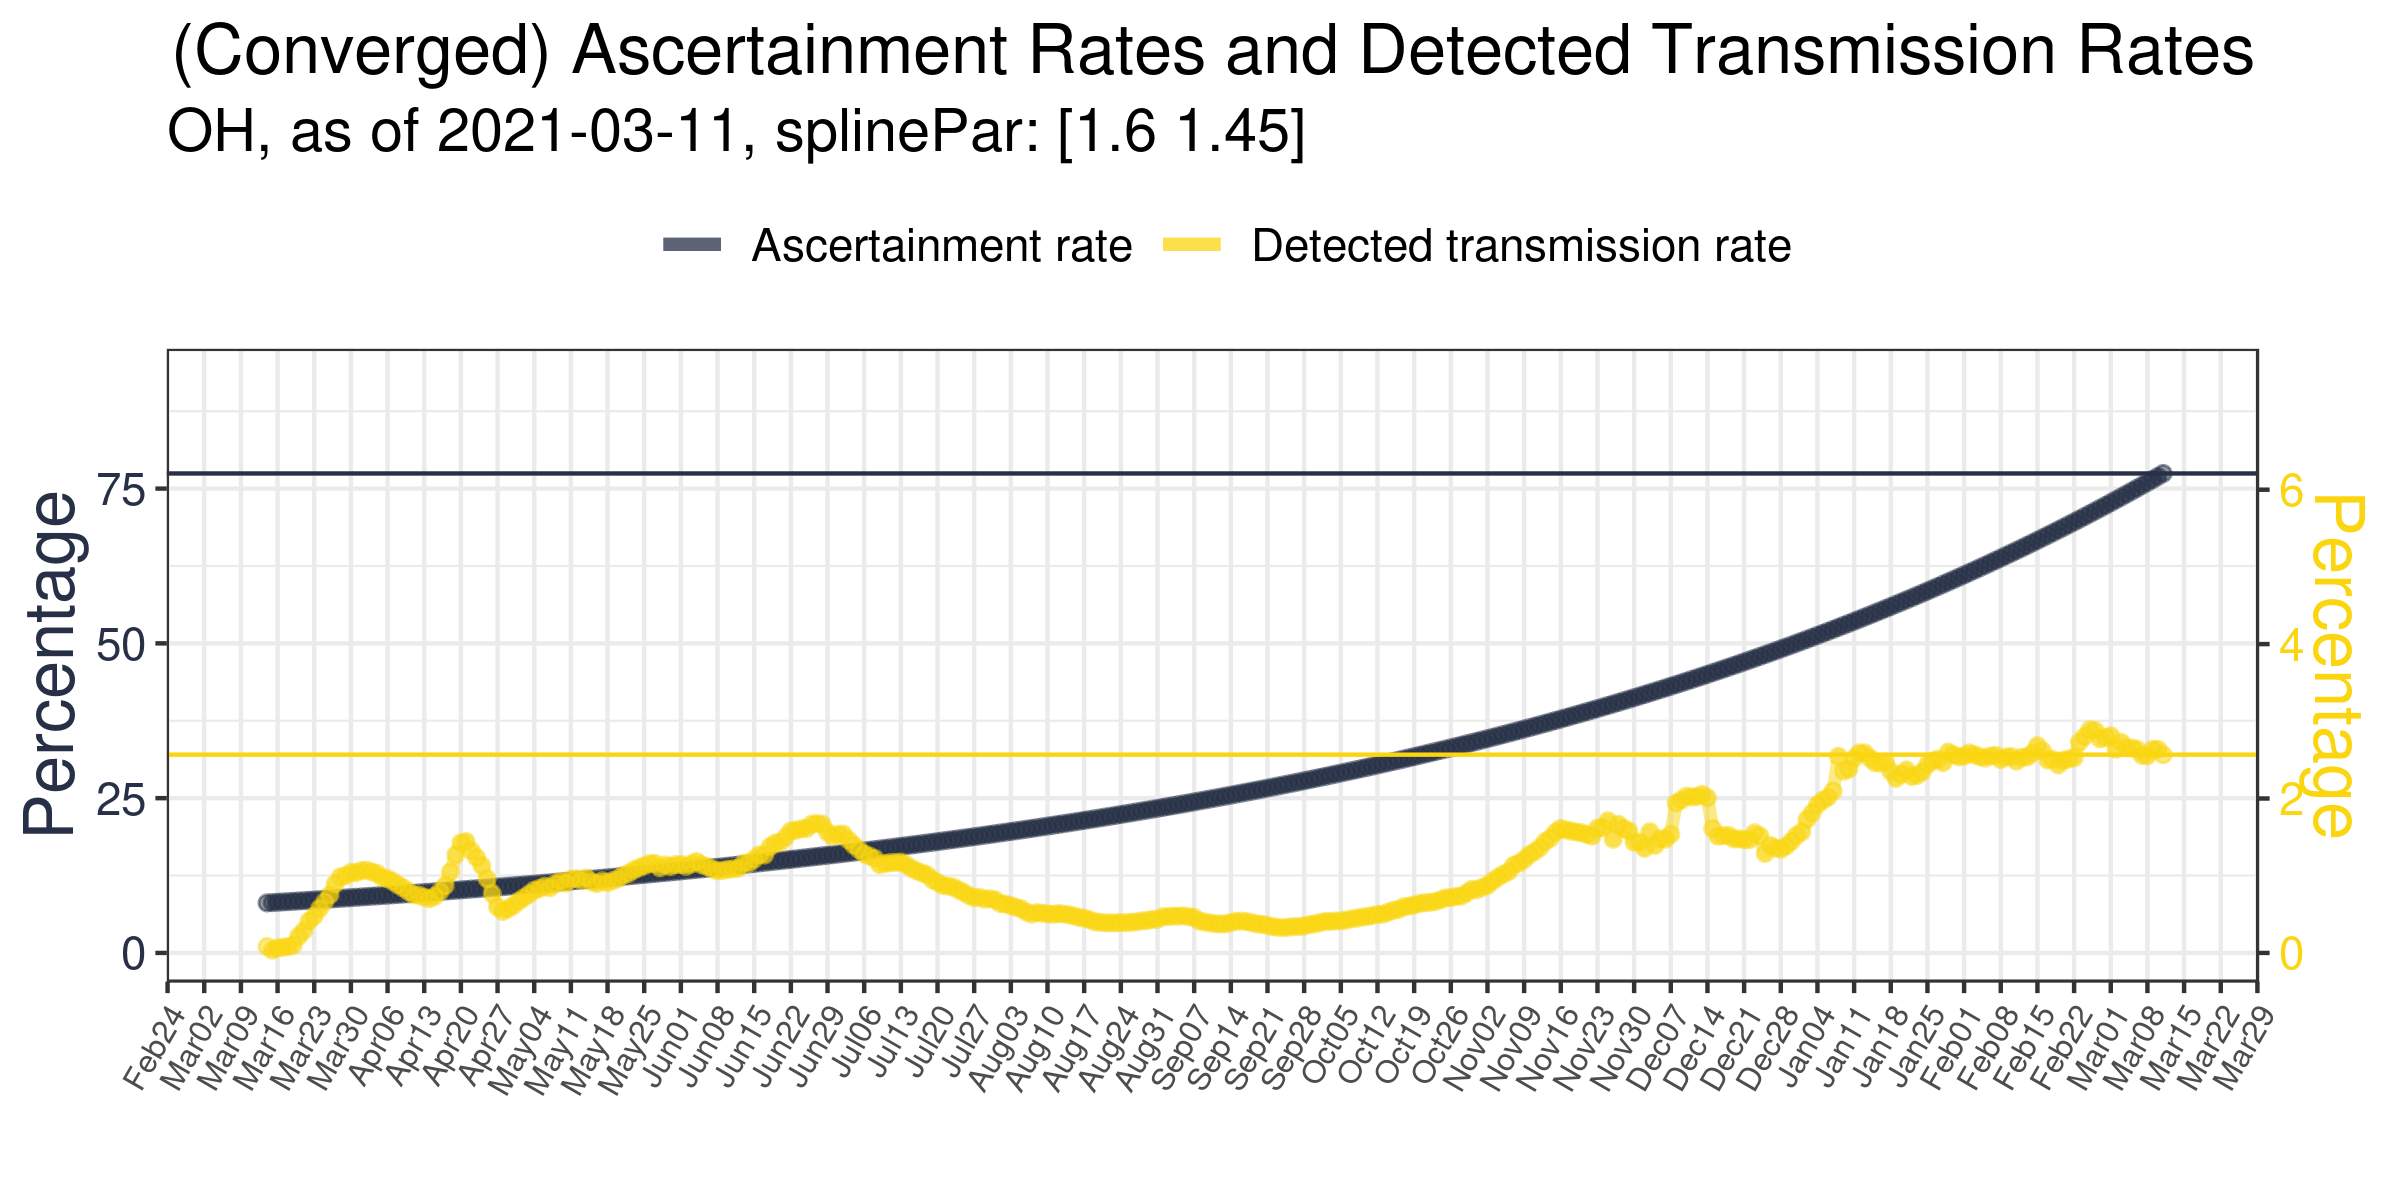 (Converged) Ascertainment Rates and Detected Transmission Rates
OH, as of 2021-03-11, splinePar: [1.6 1.45]
Ascertainment rate
Detected transmission rate
Percentage
75
50
25
0
6
4
2
0
Percentage
Feb24
Mar02
Mar09
Mar16
Mar23
Mar30
Apr06
Apr13
Apr20
Apr27
May04
May11
May18
May25
Jun01
Jun08
Jun15
Jun22
Jun29
Jul06
Jul13
Jul20
Jul27
Aug03
Aug10
Aug17
Aug24
Aug31
Sep07
Sep14
Sep21
Sep28
Oct05
Oct12
Oct19
Oct26
Nov02
Nov09
Nov16
Nov23
Nov30
Dec07
Dec14
Dec21
Dec28
Jan04
Jan11
Jan18
Jan25
Feb01
Feb08
Feb15
Feb22
Mar01
Mar08
Mar15
Mar22
Mar29